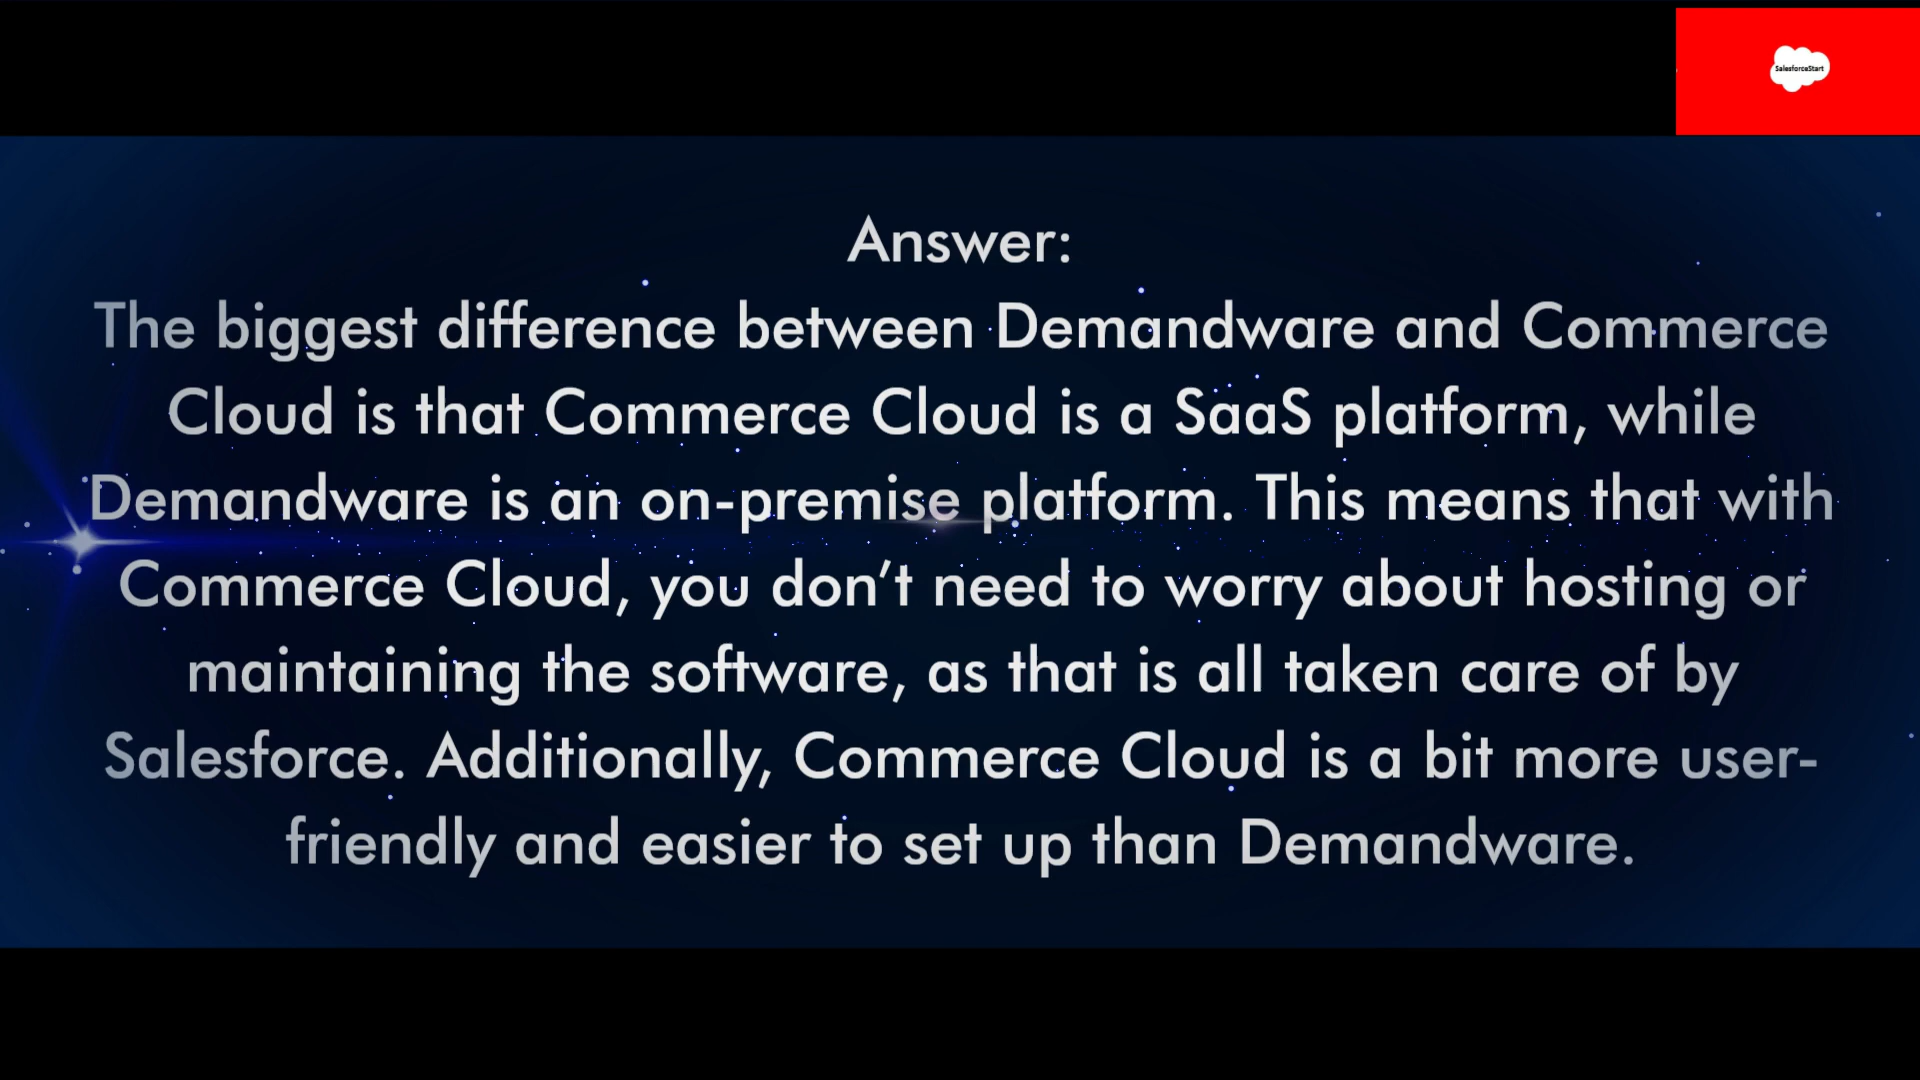 SalesforceStart
Answer:
The biggest difference between Demandware and Commerce
Cloud is that Commerce Cloud is a SaaS platform, while
Demandware is an on-premise platform. This means that with
Commerce Cloud, you don’t need to worry about hosting or
maintaining the software, as that is all taken care of by
Salesforce. Additionally, Commerce Cloud is a bit more user-
friendly and easier to set up than Demandware.